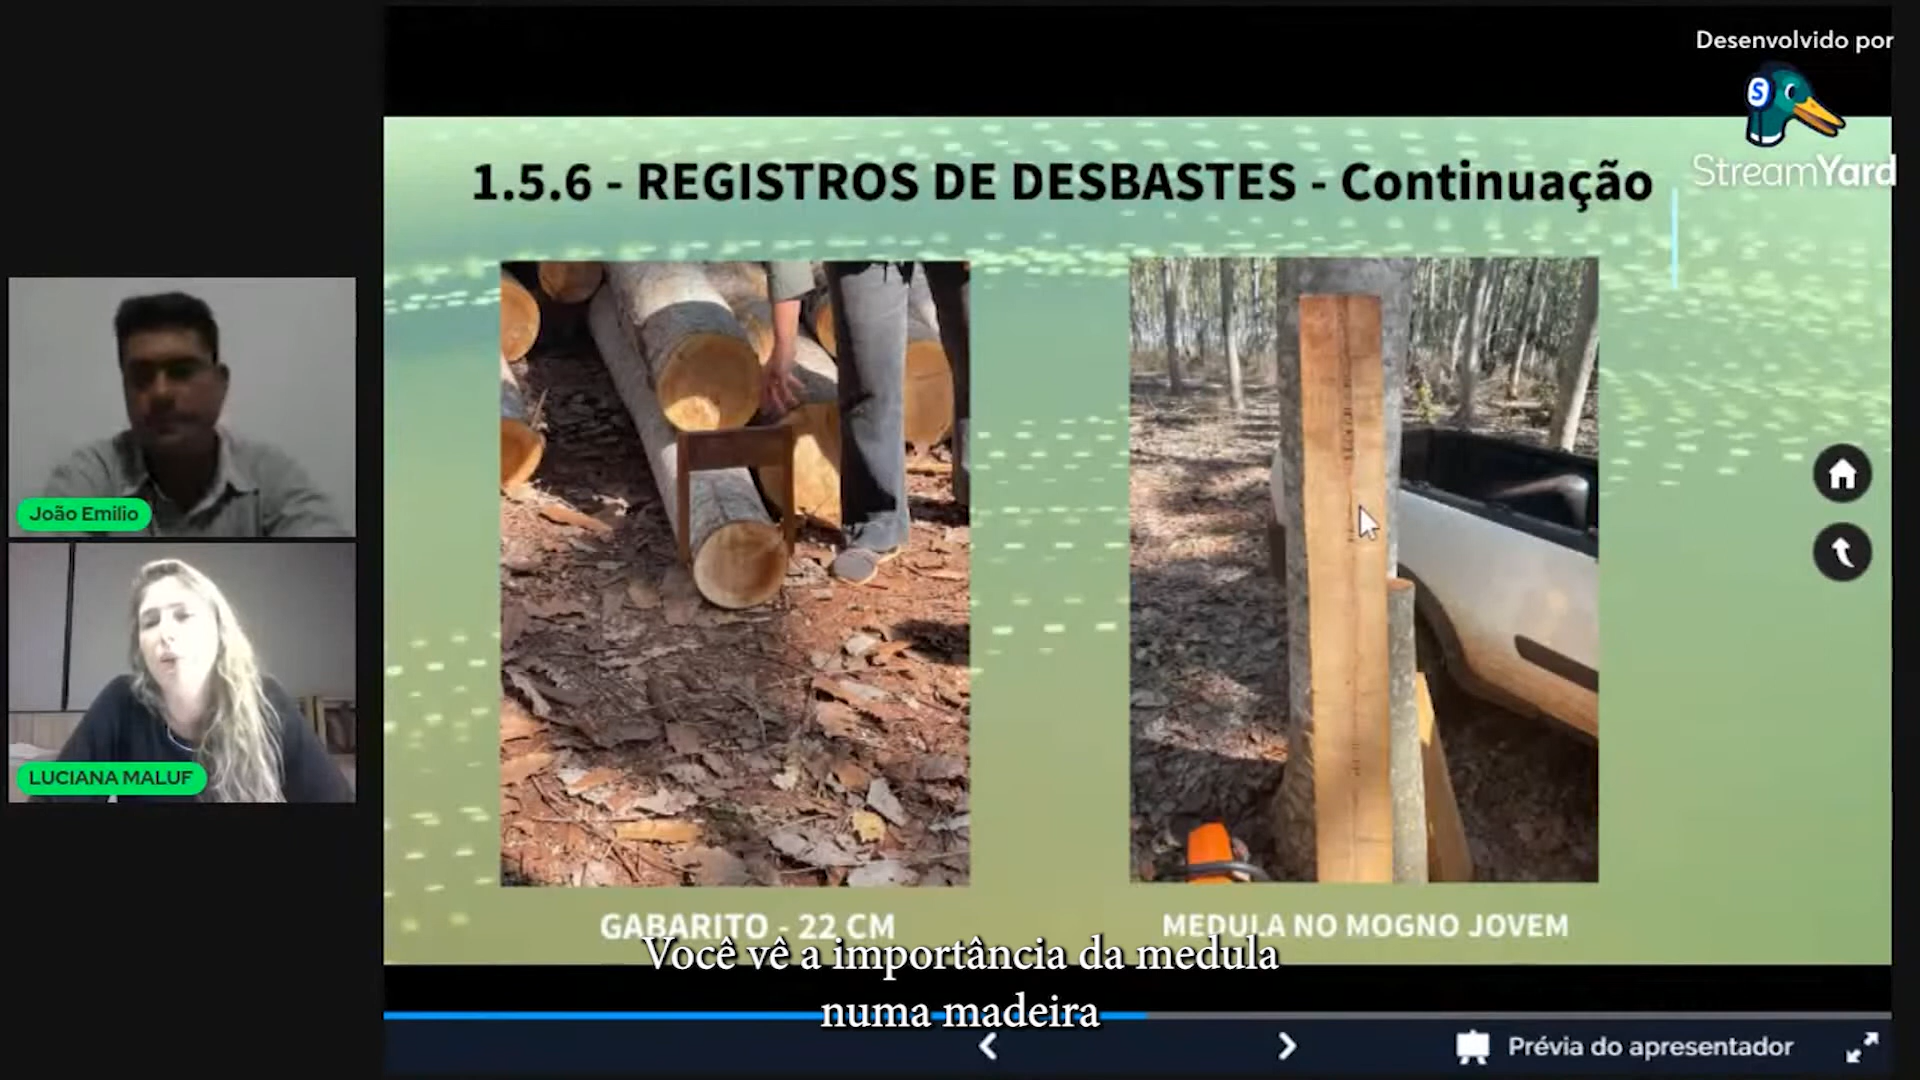 Desenvolvido por
S
StreamYard
1.5.6 - REGISTROS DE DESBASTES - Continuação
João Emilio
LUCIANA MALUF
GABARITO - 22 CM
MEDULA NO MOGNO JOVEM
Você vê a importância da medula
numa madeira
Prévia do apresentador